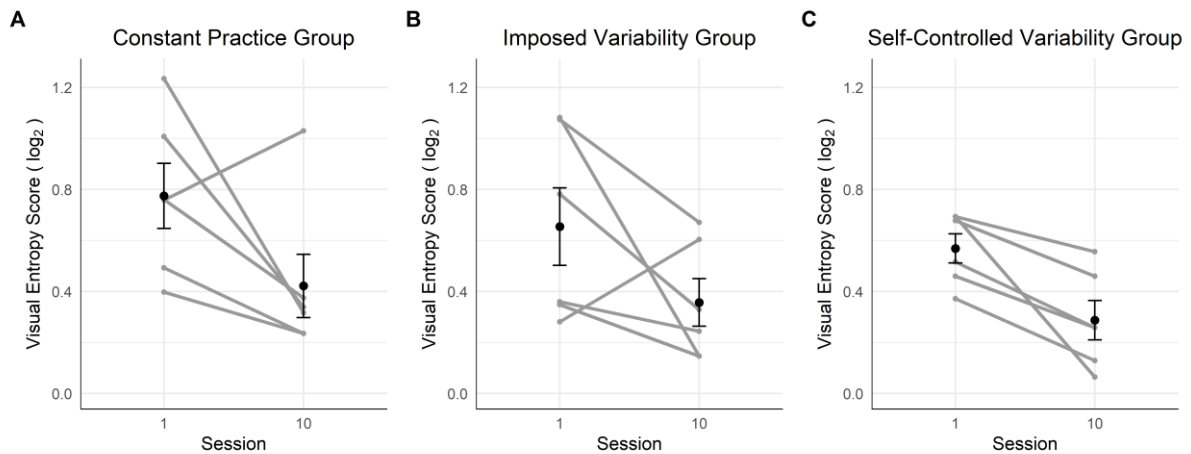 A
Constant Practice Group
Visual Entropy Score ( log₂ )
1.2
0.8
0.4
0.0
1 10
Session
B
Imposed Variability Group
Visual Entropy Score ( log₂ )
1.2
0.8
0.4
0.0
1 10
Session
C
Self-Controlled Variability Group
Visual Entropy Score ( log₂ )
1.2
0.8
0.4
0.0
1 10
Session